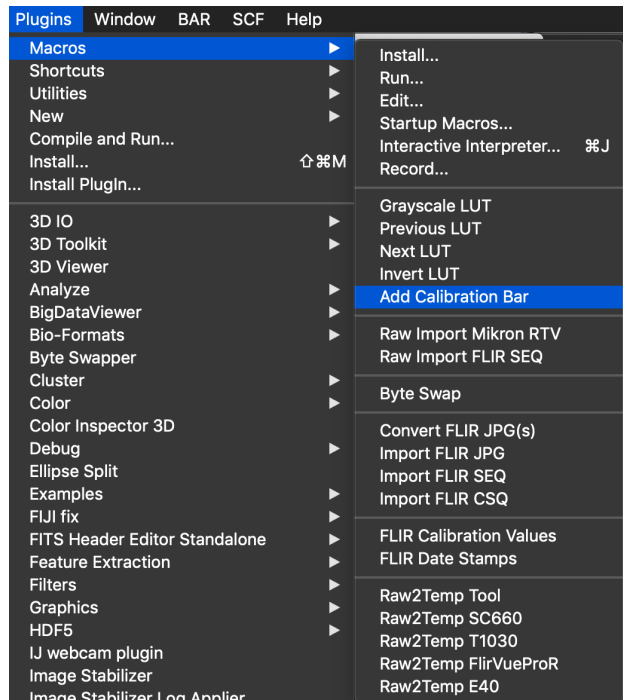 Plugins Window BAR SCF Help
Macros
Shortcuts
Utilities
New
Compile and Run...
Install... ⇧⌘M
Install PlugIn...
3D IO
3D Toolkit
3D Viewer
Analyze
BigDataViewer
Bio-Formats
Byte Swapper
Cluster
Color
Color Inspector 3D
Debug
Ellipse Split
Examples
FIJI fix
FITS Header Editor Standalone
Feature Extraction
Filters
Graphics
HDF5
IJ webcam plugin
Image Stabilizer
Image Stabilizer Log Applier
Install...
Run...
Edit...
Startup Macros...
Interactive Interpreter... ⌘J
Record...
Grayscale LUT
Previous LUT
Next LUT
Invert LUT
Add Calibration Bar
Raw Import Mikron RTV
Raw Import FLIR SEQ
Byte Swap
Convert FLIR JPG(s)
Import FLIR JPG
Import FLIR SEQ
Import FLIR CSQ
FLIR Calibration Values
FLIR Date Stamps
Raw2Temp Tool
Raw2Temp SC660
Raw2Temp T1030
Raw2Temp FlirVueProR
Raw2Temp E40